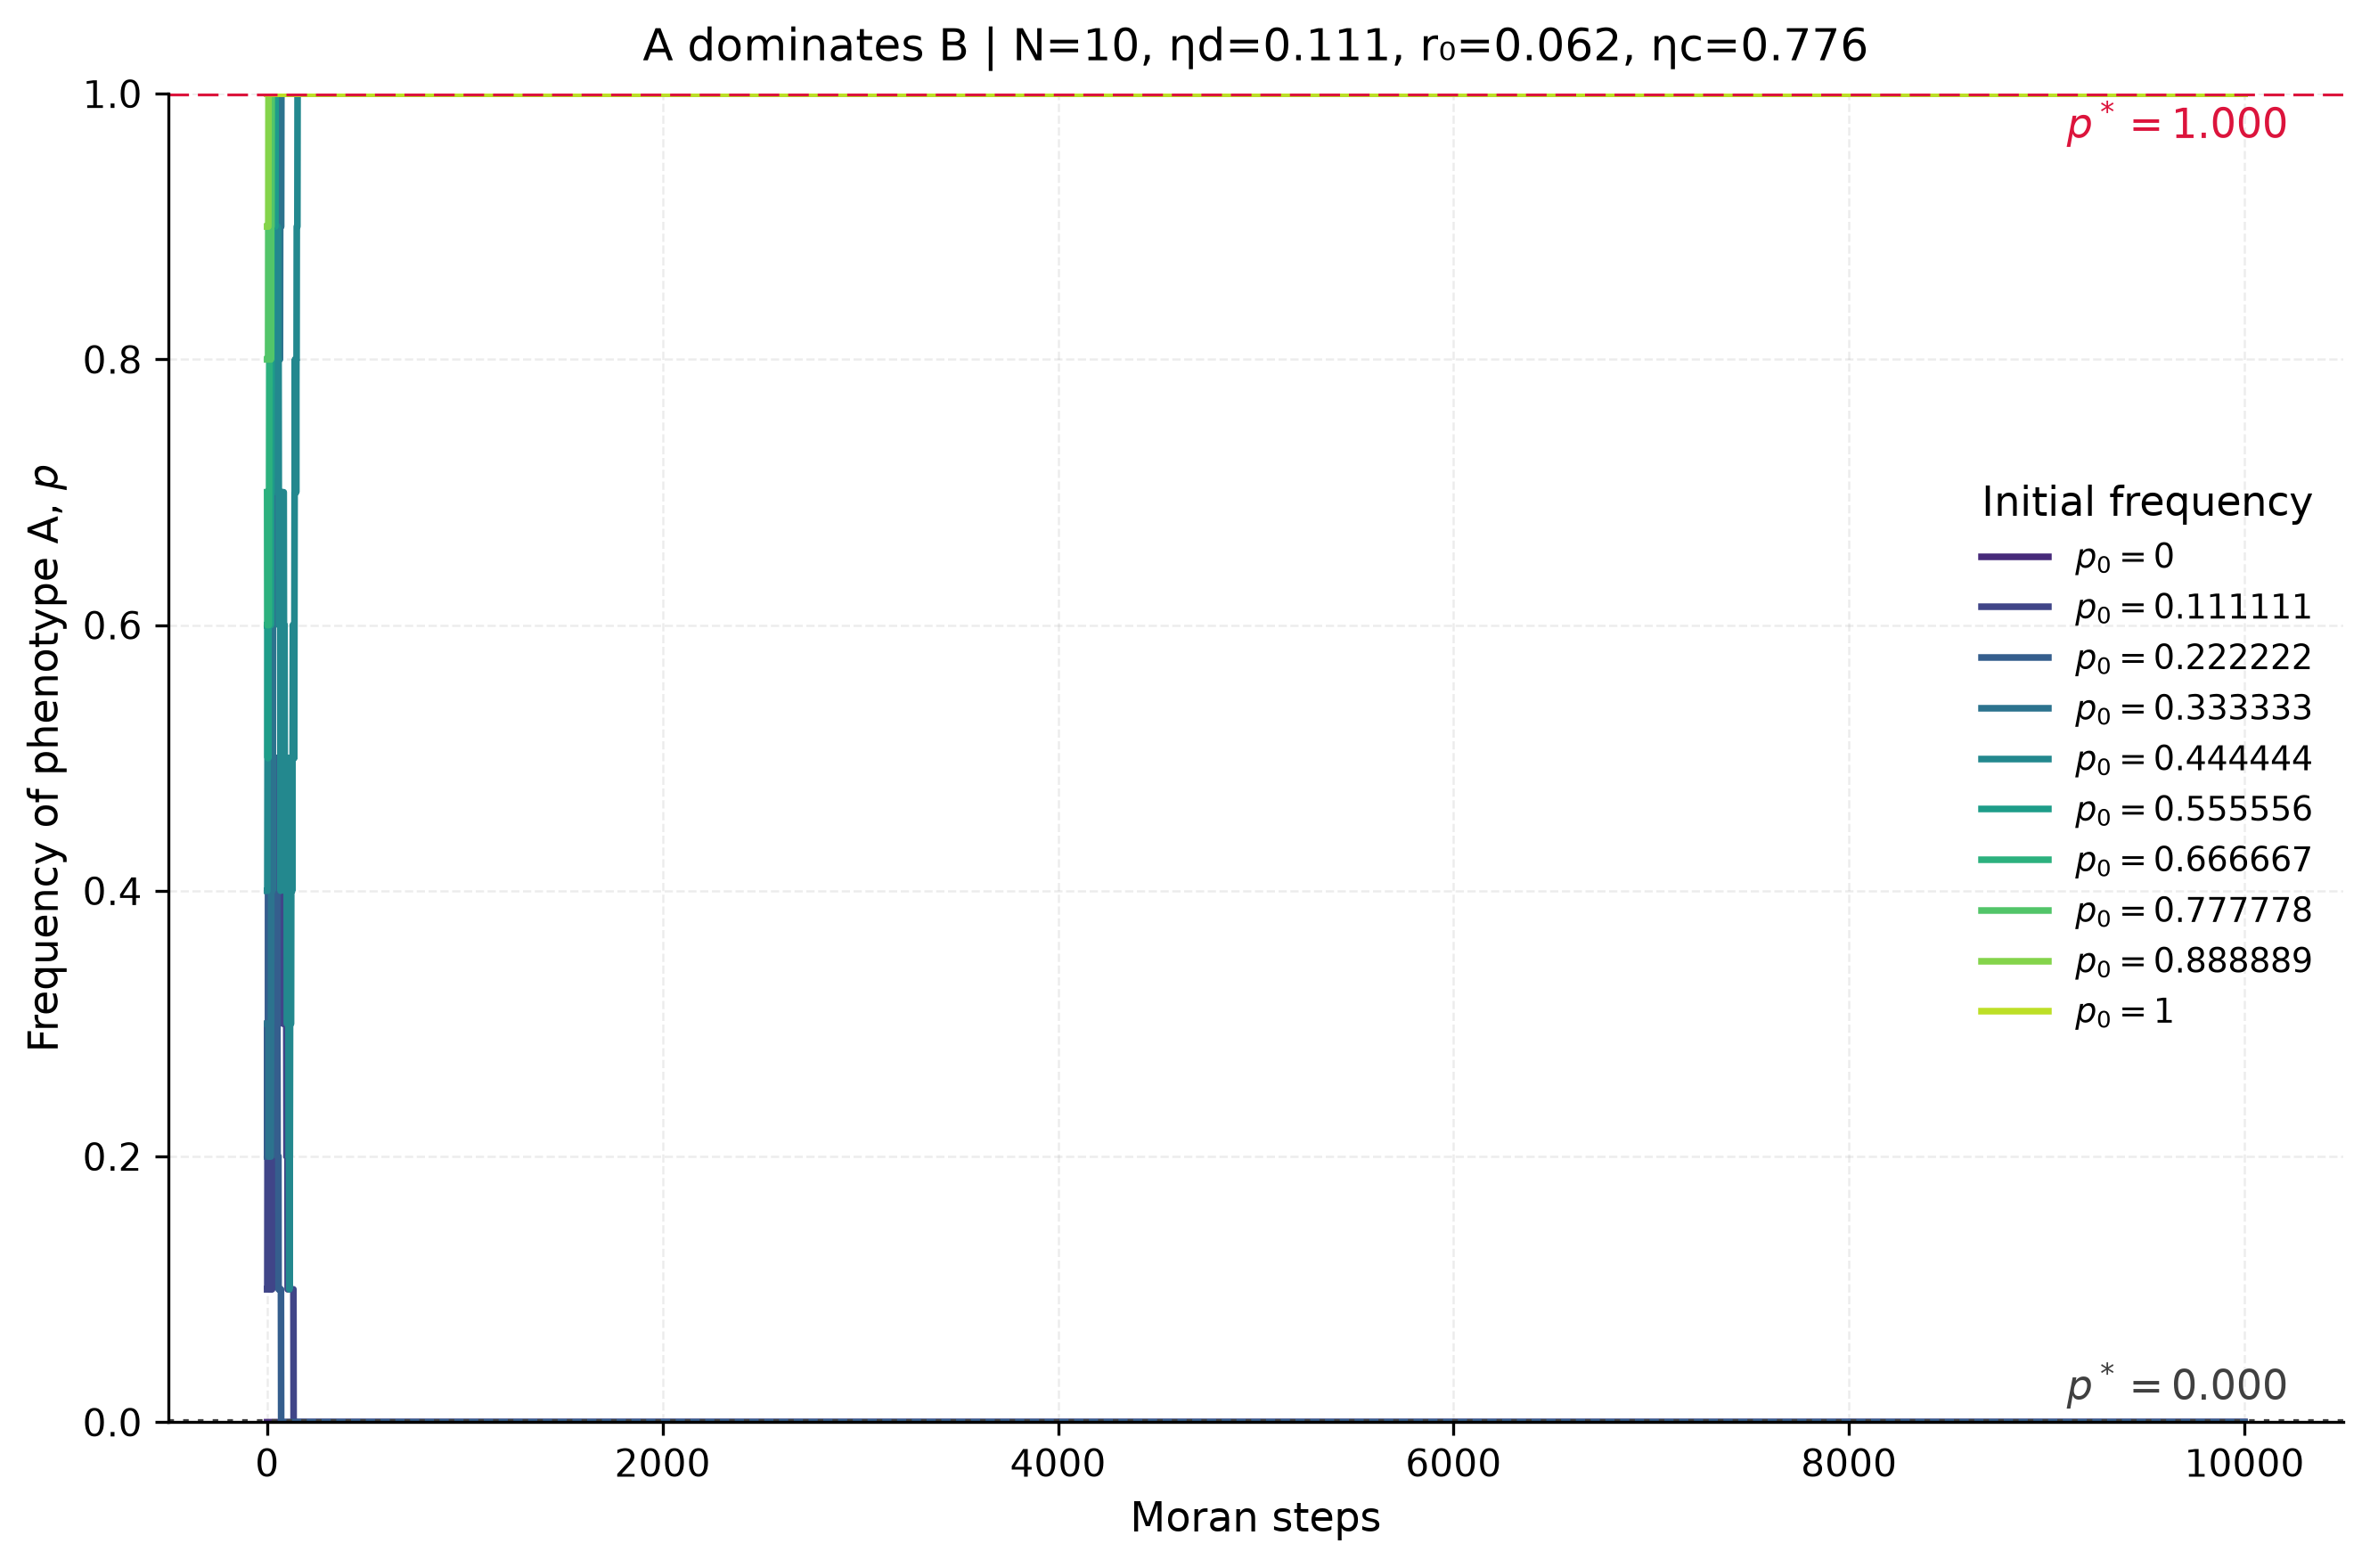 A dominates B | N=10, ηd=0.111, r₀=0.062, ηc=0.776
1.0
p* = 1.000
0.8
0.6
0.4
0.2
0.0
Frequency of phenotype A, p
Initial frequency
p₀ = 0
p₀ = 0.111111
p₀ = 0.222222
p₀ = 0.333333
p₀ = 0.444444
p₀ = 0.555556
p₀ = 0.666667
p₀ = 0.777778
p₀ = 0.888889
p₀ = 1
p* = 0.000
0 2000 4000 6000 8000 10000
Moran steps